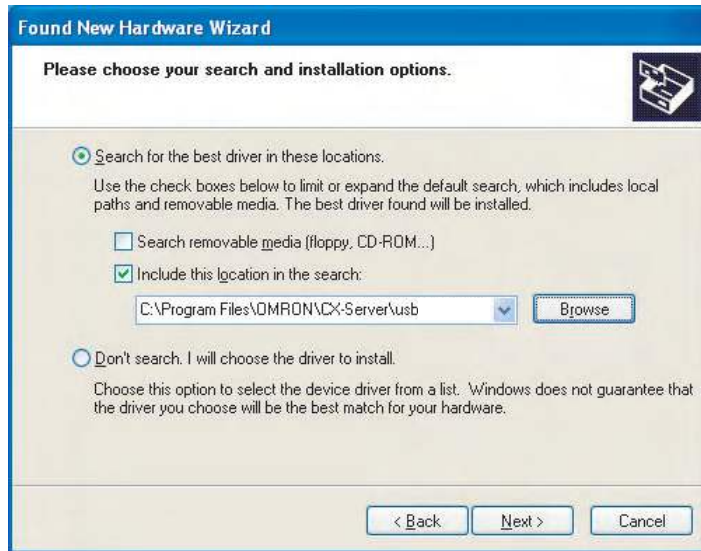 Found New Hardware Wizard
Please choose your search and installation options.
Search for the best driver in these locations.
Use the check boxes below to limit or expand the default search, which includes local
paths and removable media. The best driver found will be installed.
Search removable media (floppy, CD-ROM...)
Include this location in the search:
C:\Program Files\OMRON\CX-Server\usb
Browse
Don't search. I will choose the driver to install.
Choose this option to select the device driver from a list. Windows does not guarantee that
the driver you choose will be the best match for your hardware.
< Back Next > Cancel